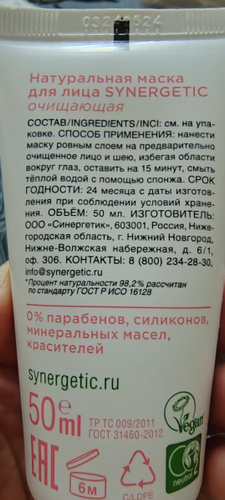 Натуральная маска
для лица SYNERGETIC
очищающая
СОСТАВ/INGREDIENTS/INCI: см. на упа-
ковке. СПОСОБ ПРИМЕНЕНИЯ: нанести
маску ровным слоем на предварительно
очищенное лицо и шею, избегая области
вокруг глаз, оставить на 15 минут, смыть
тёплой водой с помощью спонжа. СРОК
ГОДНОСТИ: 24 месяца с даты изготов-
ления при соблюдении условий хране-
ния. ОБЪЕМ: 50 мл. ИЗГОТОВИТЕЛЬ:
ООО «Синергетик», 603001, Россия, Ниже-
городская область, г. Нижний Новгород,
Нижне-Волжская набережная, д. 6/1,
оф. 306. КОНТАКТЫ: 8 (800) 234-28-30,
info@synergetic.ru
*Процент натуральности 98,2% рассчитан
по стандарту ГОСТ Р ИСО 16128
0% парабенов, силиконов,
минеральных масел,
красителей
synergetic.ru
50 ml
e
ТР ТС 009/2011
ГОСТ 31460-2012
Vegan
EAC
6M
C/LDPE
neutral